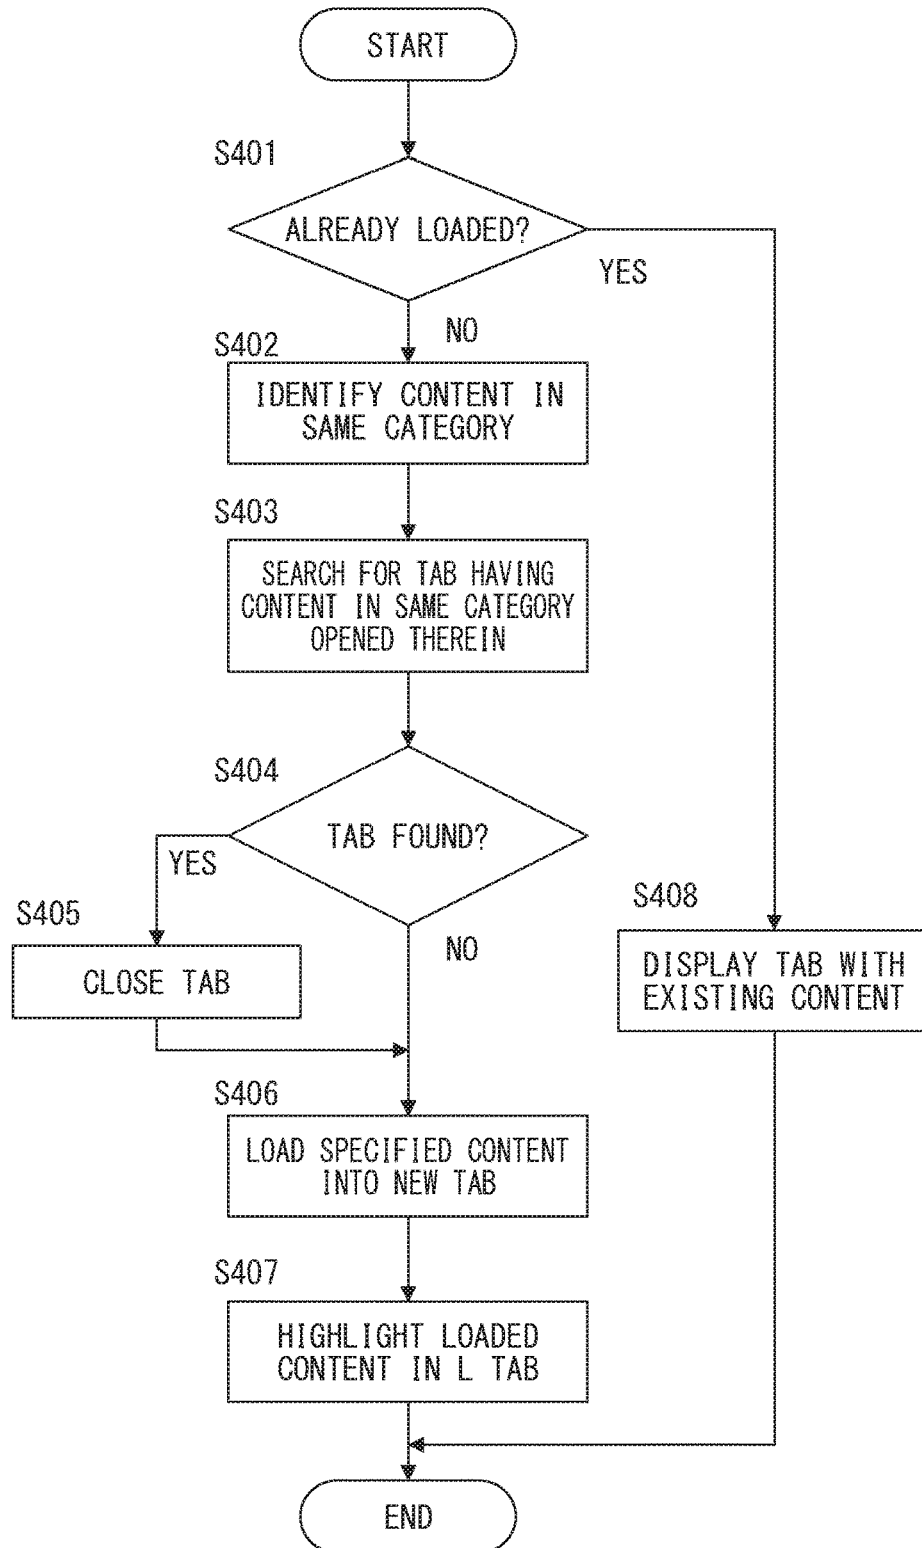 START
S401
ALREADY LOADED?
YES
NO
S402
IDENTIFY CONTENT IN
SAME CATEGORY
S403
SEARCH FOR TAB HAVING
CONTENT IN SAME CATEGORY
OPENED THEREIN
S404
TAB FOUND?
YES
NO
S405
CLOSE TAB
S408
DISPLAY TAB WITH
EXISTING CONTENT
S406
LOAD SPECIFIED CONTENT
INTO NEW TAB
S407
HIGHLIGHT LOADED
CONTENT IN L TAB
END